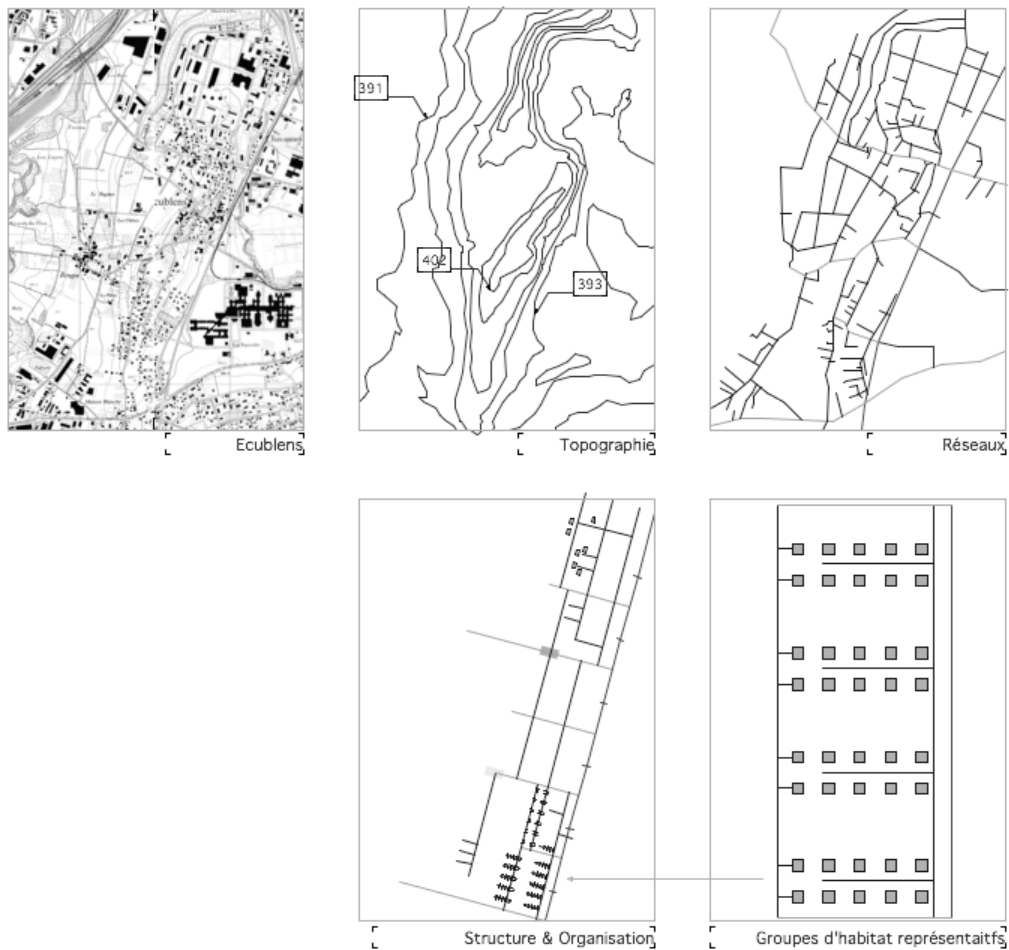 391
402
393
Ecublens
Topographie
Réseaux
Structure & Organisation
Groupes d'habitat représentaitfs